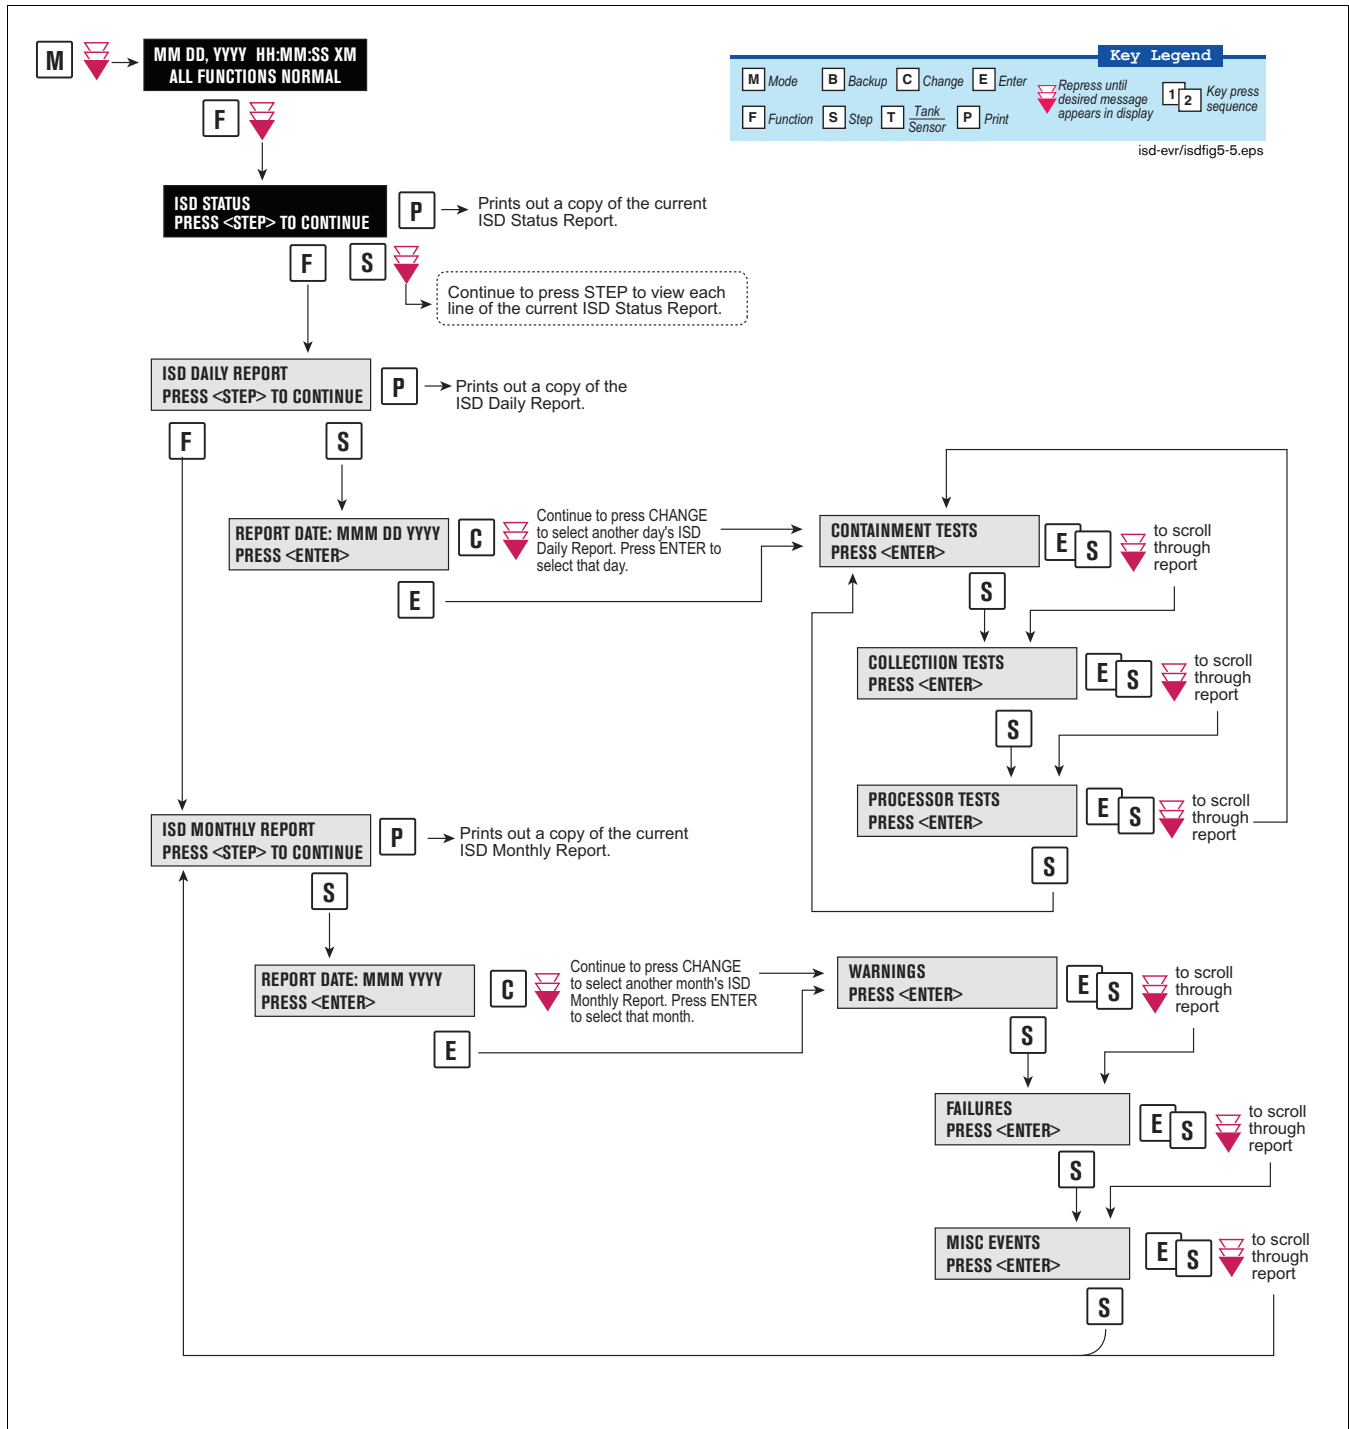 M
MM DD, YYYY HH:MM:SS XM
ALL FUNCTIONS NORMAL
Key Legend
M Mode B Backup C Change E Enter
F Function S Step T Tank Sensor P Print
Repress until
desired message
appears in display
1 2
Key press
sequence
isd-evr/isdfig5-5.eps
F
ISD STATUS
PRESS <STEP> TO CONTINUE
P
Prints out a copy of the current
ISD Status Report.
F S
Continue to press STEP to view each
line of the current ISD Status Report.
ISD DAILY REPORT
PRESS <STEP> TO CONTINUE
P
Prints out a copy of the
ISD Daily Report.
F S
REPORT DATE: MMM DD YYYY
PRESS <ENTER>
C
Continue to press CHANGE
to select another day's ISD
Daily Report. Press ENTER to
select that day.
E
CONTAINMENT TESTS
PRESS <ENTER>
E S
to scroll
through
report
S
COLLECTIION TESTS
PRESS <ENTER>
E S
to scroll
through
report
S
PROCESSOR TESTS
PRESS <ENTER>
E S
to scroll
through
report
S
ISD MONTHLY REPORT
PRESS <STEP> TO CONTINUE
P
Prints out a copy of the current
ISD Monthly Report.
S
REPORT DATE: MMM YYYY
PRESS <ENTER>
C
Continue to press CHANGE
to select another month's ISD
Monthly Report. Press ENTER
to select that month.
E
WARNINGS
PRESS <ENTER>
E S
to scroll
through
report
S
FAILURES
PRESS <ENTER>
E S
to scroll
through
report
S
MISC EVENTS
PRESS <ENTER>
E S
to scroll
through
report
S